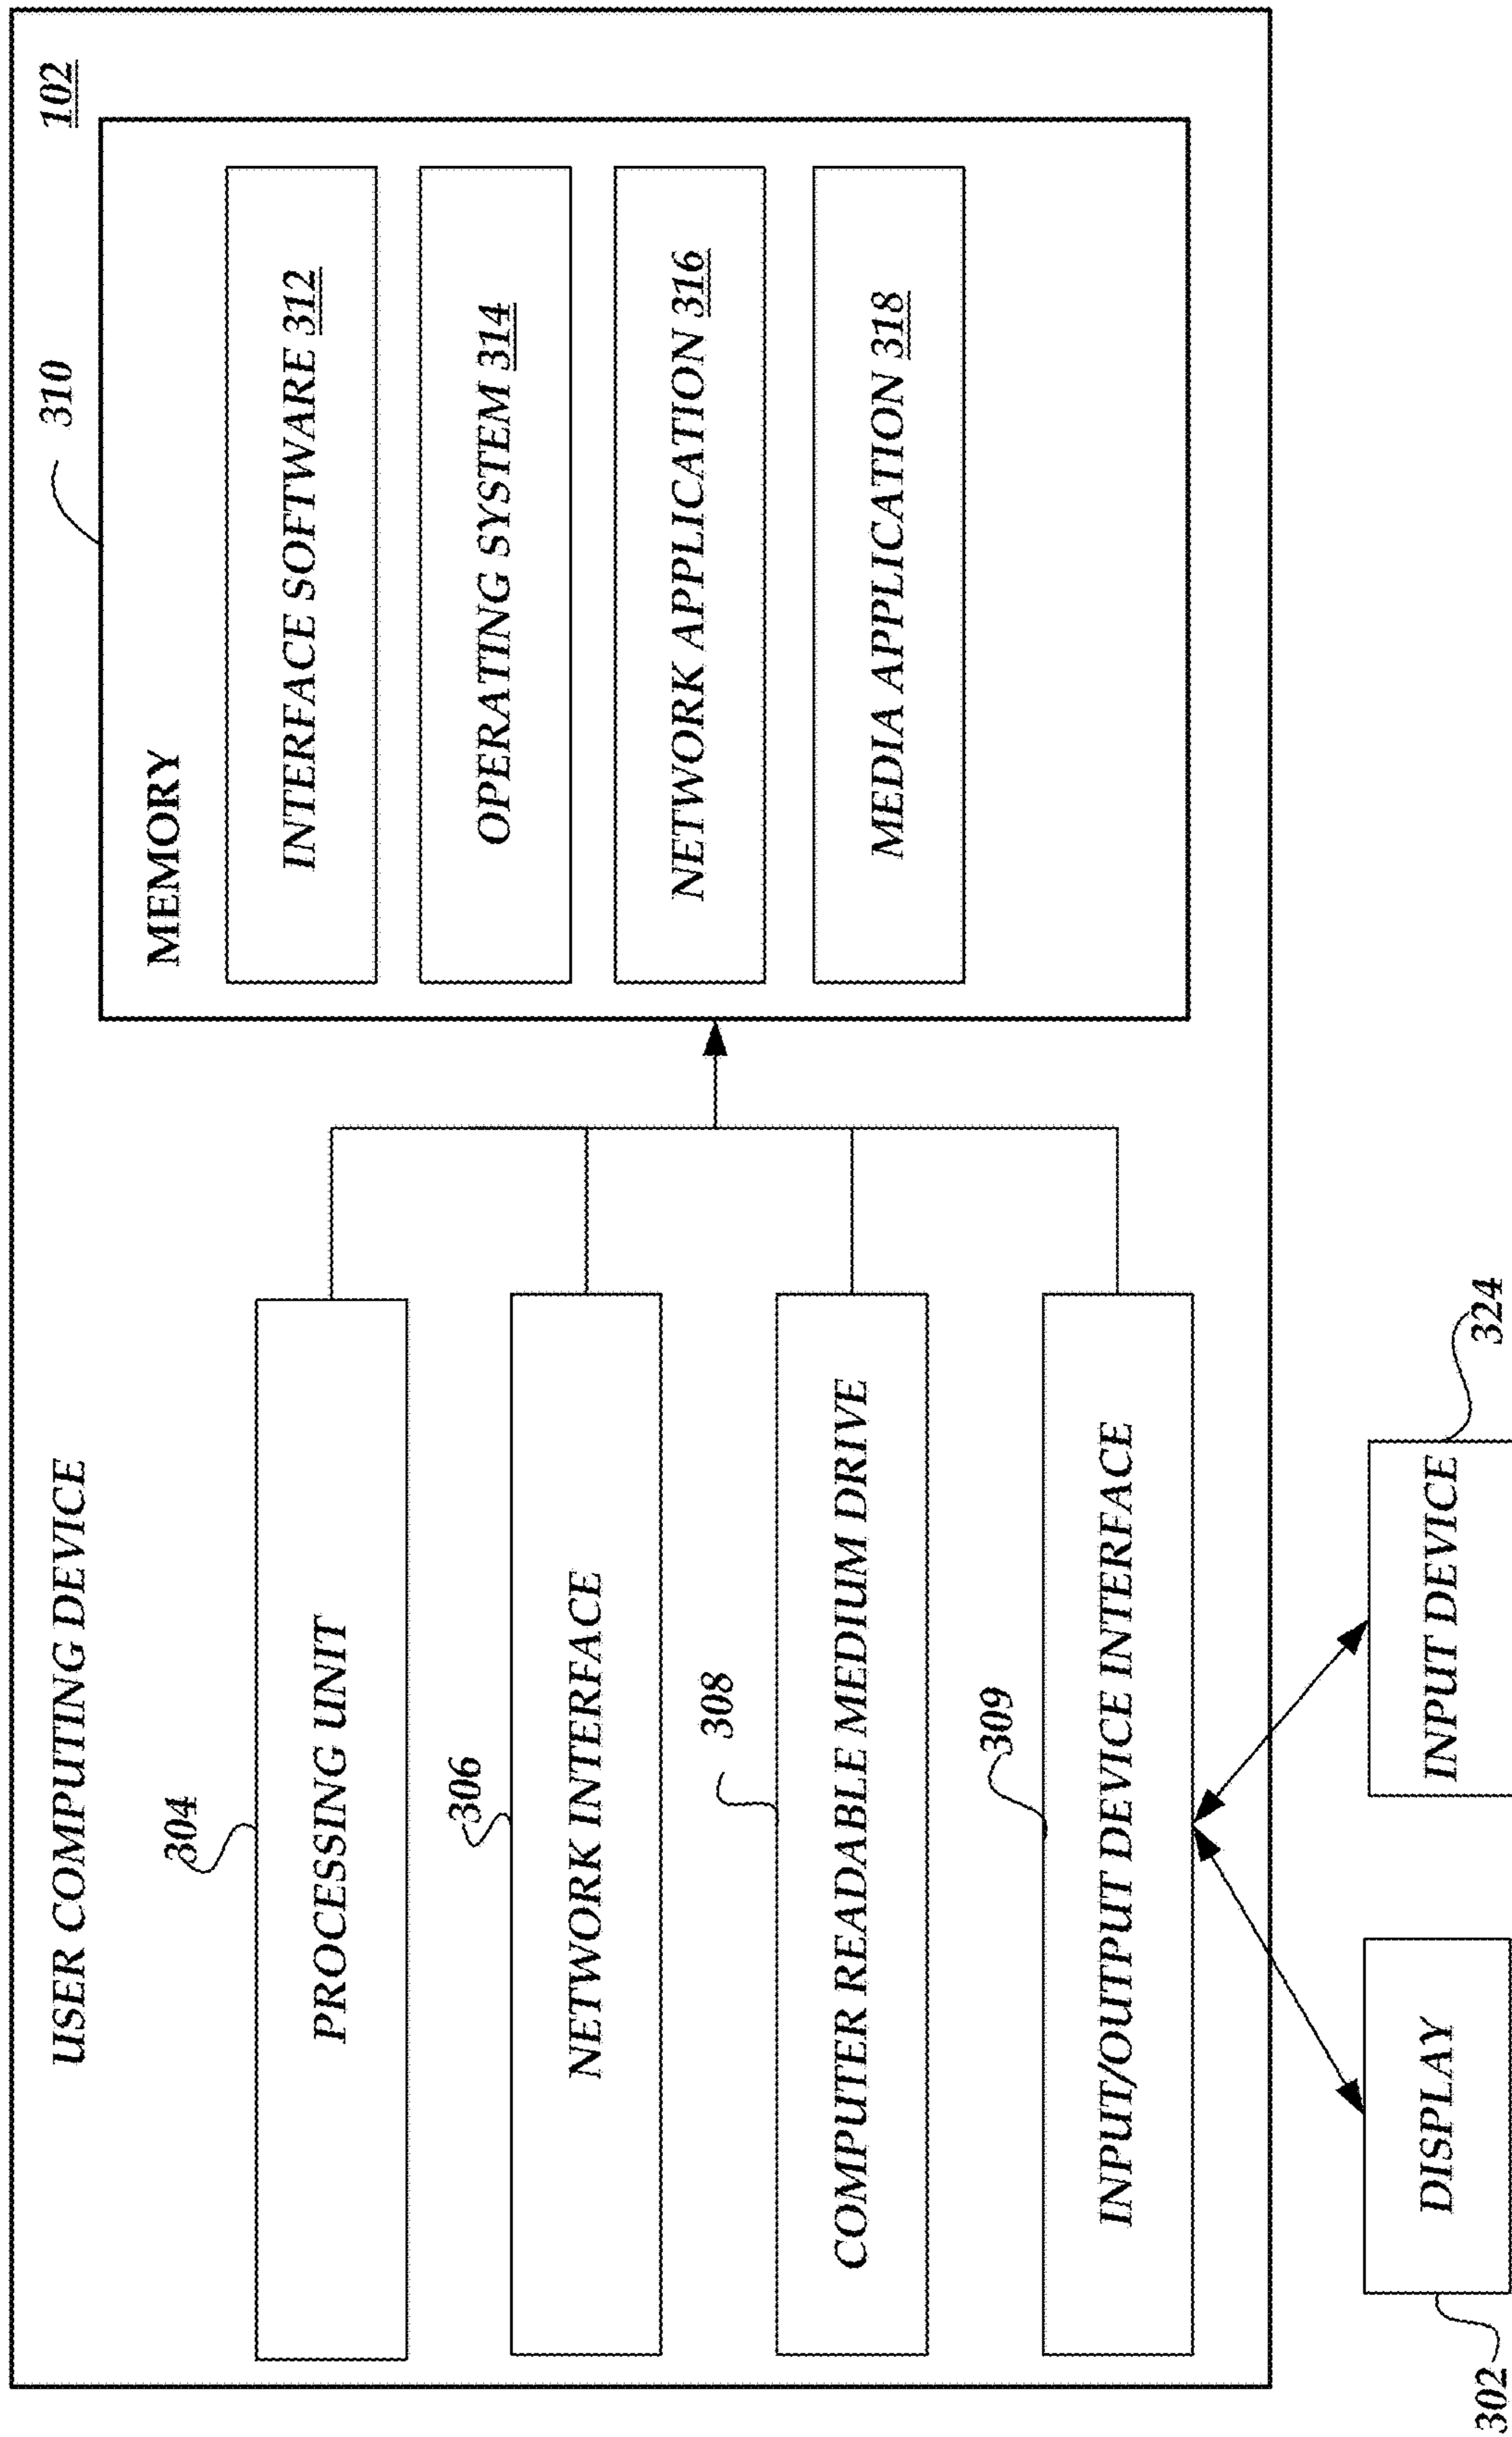 USER COMPUTING DEVICE
102
310
MEMORY
304
PROCESSING UNIT
INTERFACE SOFTWARE 312
306
NETWORK INTERFACE
OPERATING SYSTEM 314
NETWORK APPLICATION 316
308
COMPUTER READABLE MEDIUM DRIVE
MEDIA APPLICATION 318
309
INPUT/OUTPUT DEVICE INTERFACE
302
DISPLAY
INPUT DEVICE
324